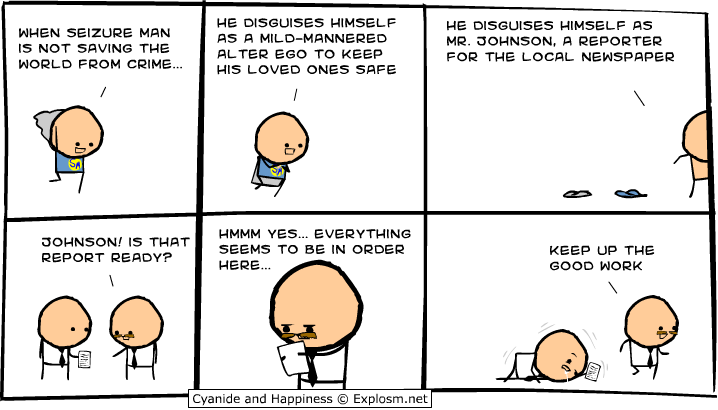 WHEN SEIZURE MAN
IS NOT SAVING THE
WORLD FROM CRIME...
HE DISGUISES HIMSELF
AS A MILD-MANNERED
ALTER EGO TO KEEP
HIS LOVED ONES SAFE
HE DISGUISES HIMSELF AS
MR. JOHNSON, A REPORTER
FOR THE LOCAL NEWSPAPER
SM
SM
JOHNSON! IS THAT
REPORT READY?
HMMM YES... EVERYTHING
SEEMS TO BE IN ORDER
HERE...
KEEP UP THE
GOOD WORK
Cyanide and Happiness © Explosm.net